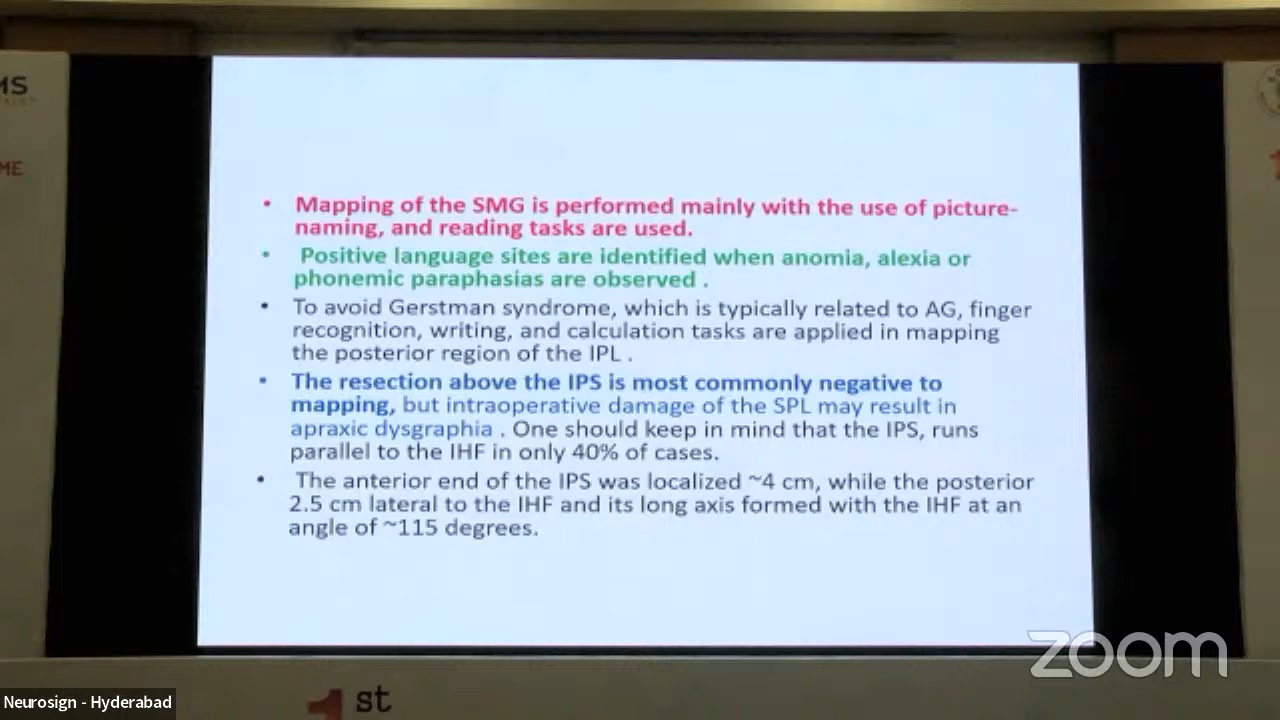 MS
ME
• Mapping of the SMG is performed mainly with the use of picture-
naming, and reading tasks are used.
• Positive language sites are identified when anomia, alexia or
phonemic paraphasias are observed .
• To avoid Gerstman syndrome, which is typically related to AG, finger
recognition, writing, and calculation tasks are applied in mapping
the posterior region of the IPL .
• The resection above the IPS is most commonly negative to
mapping, but intraoperative damage of the SPL may result in
apraxic dysgraphia . One should keep in mind that the IPS, runs
parallel to the IHF in only 40% of cases.
• The anterior end of the IPS was localized ~4 cm, while the posterior
2.5 cm lateral to the IHF and its long axis formed with the IHF at an
angle of ~115 degrees.
zoom
Neurosign - Hyderabad
1st